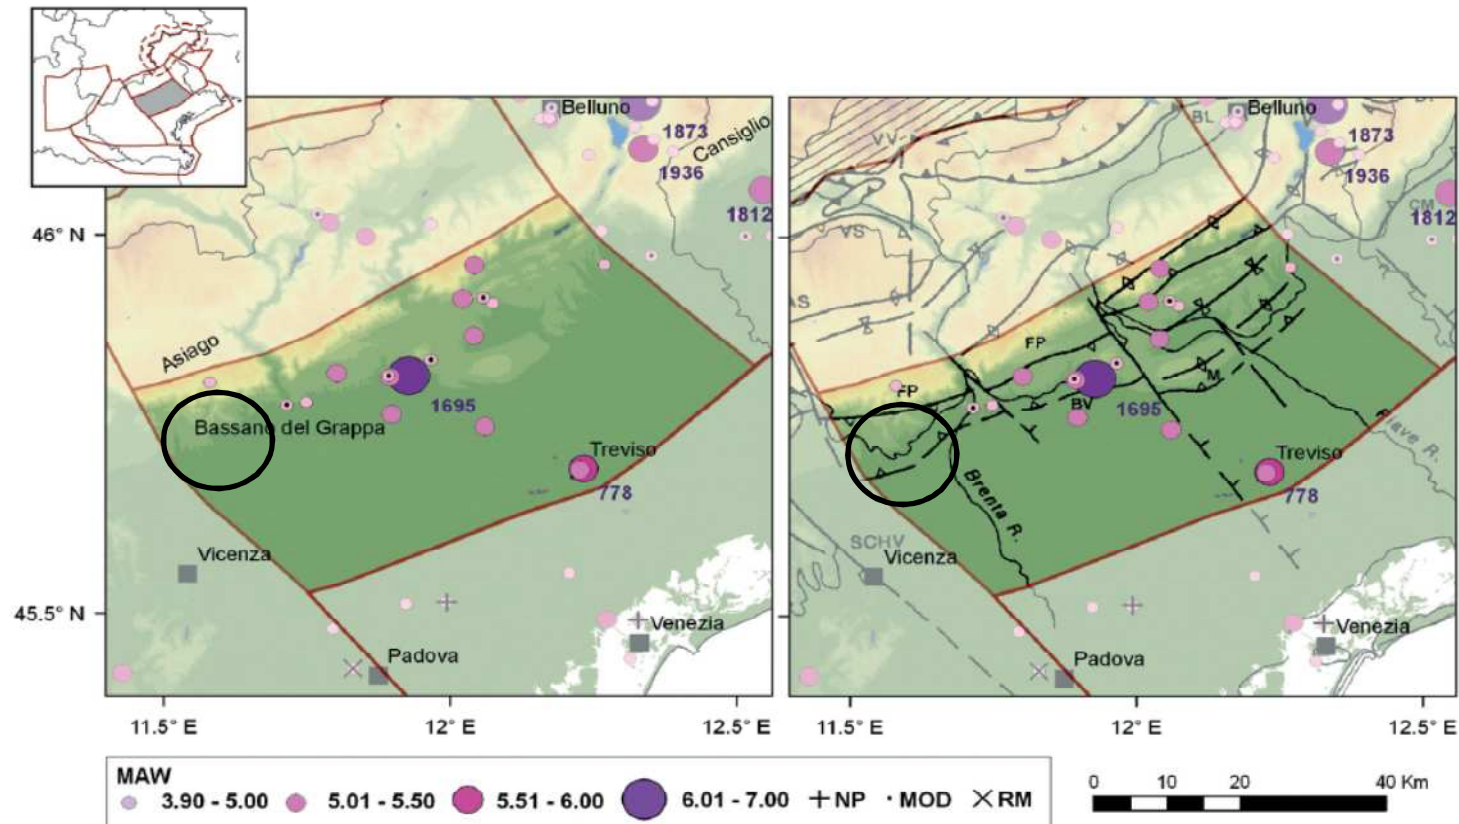 Belluno
1873
Cansiglio
1936
1812
46° N
Asiago
1695
Bassano del Grappa
Treviso
778
Vicenza
45.5° N
Venezia
Padova
11.5° E
12° E
12.5° E
BL
Belluno
VV
1873
1936
CM
1812
VS
AS
FP
FP
M
BV
1695
Piave R.
Treviso
778
Brenta R.
SCHV
Vicenza
Venezia
Padova
11.5° E
12° E
12.5° E
MAW
3.90 - 5.00
5.01 - 5.50
5.51 - 6.00
6.01 - 7.00
NP
MOD
RM
0
10
20
40 Km